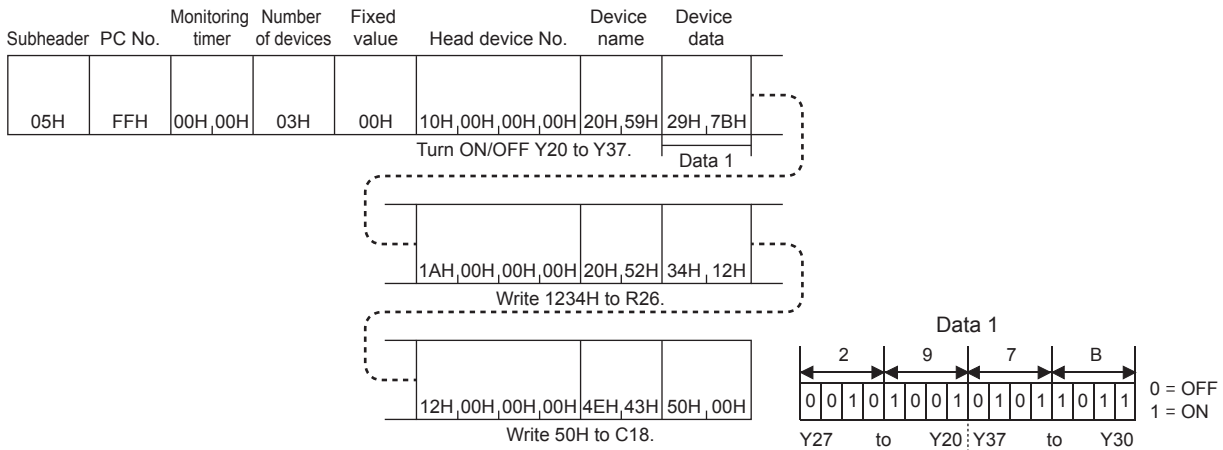 Subheader PC No. Monitoring timer Number of devices Fixed value Head device No. Device name Device data
05H FFH 00H 00H 03H 00H 10H 00H 00H 00H 20H 59H 29H 7BH
Turn ON/OFF Y20 to Y37. Data 1
1AH 00H 00H 00H 20H 52H 34H 12H
Write 1234H to R26.
12H 00H 00H 00H 4EH 43H 50H 00H
Write 50H to C18.
Data 1
2 9 7 B
0 0 1 0 1 0 0 1 0 1 0 1 1 0 1 1
0 = OFF
1 = ON
Y27 to Y20 Y37 to Y30